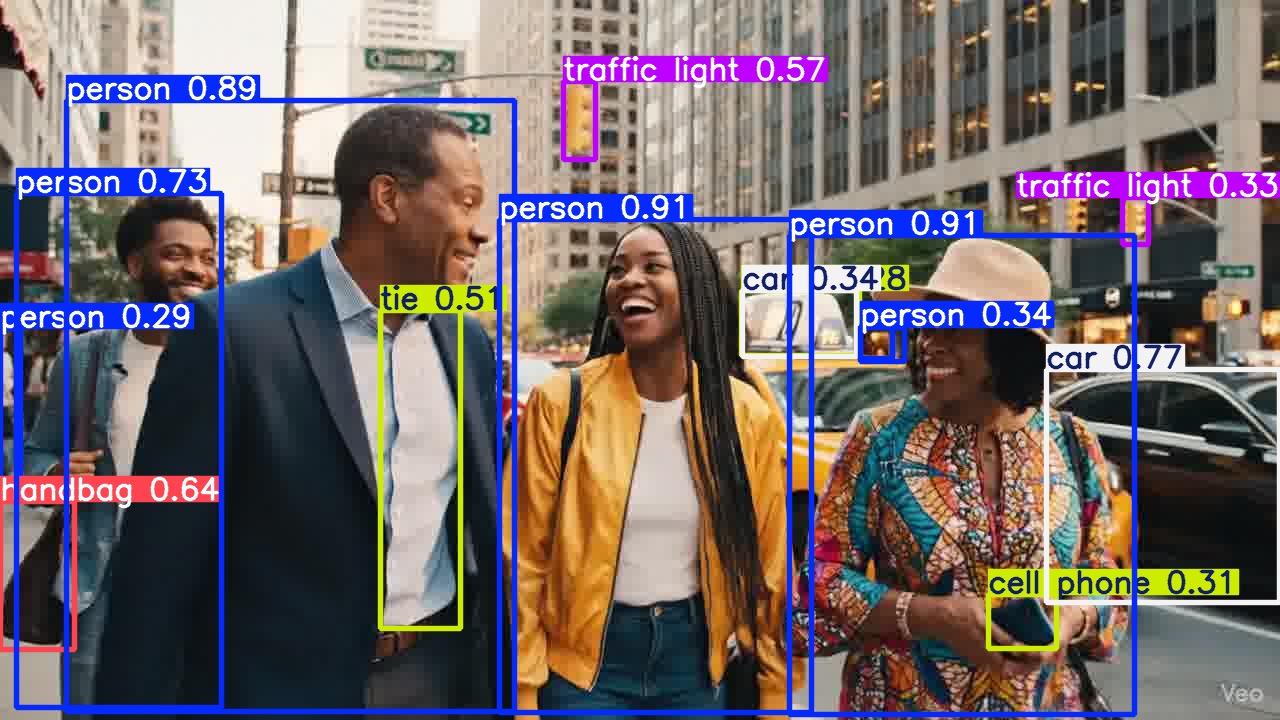 traffic light 0.57
person 0.89
person 0.73
traffic light 0.33
person 0.91
person 0.91
car 0.34
8
tie 0.51
person 0.29
person 0.34
car 0.77
handbag 0.64
cell phone 0.31
Veo